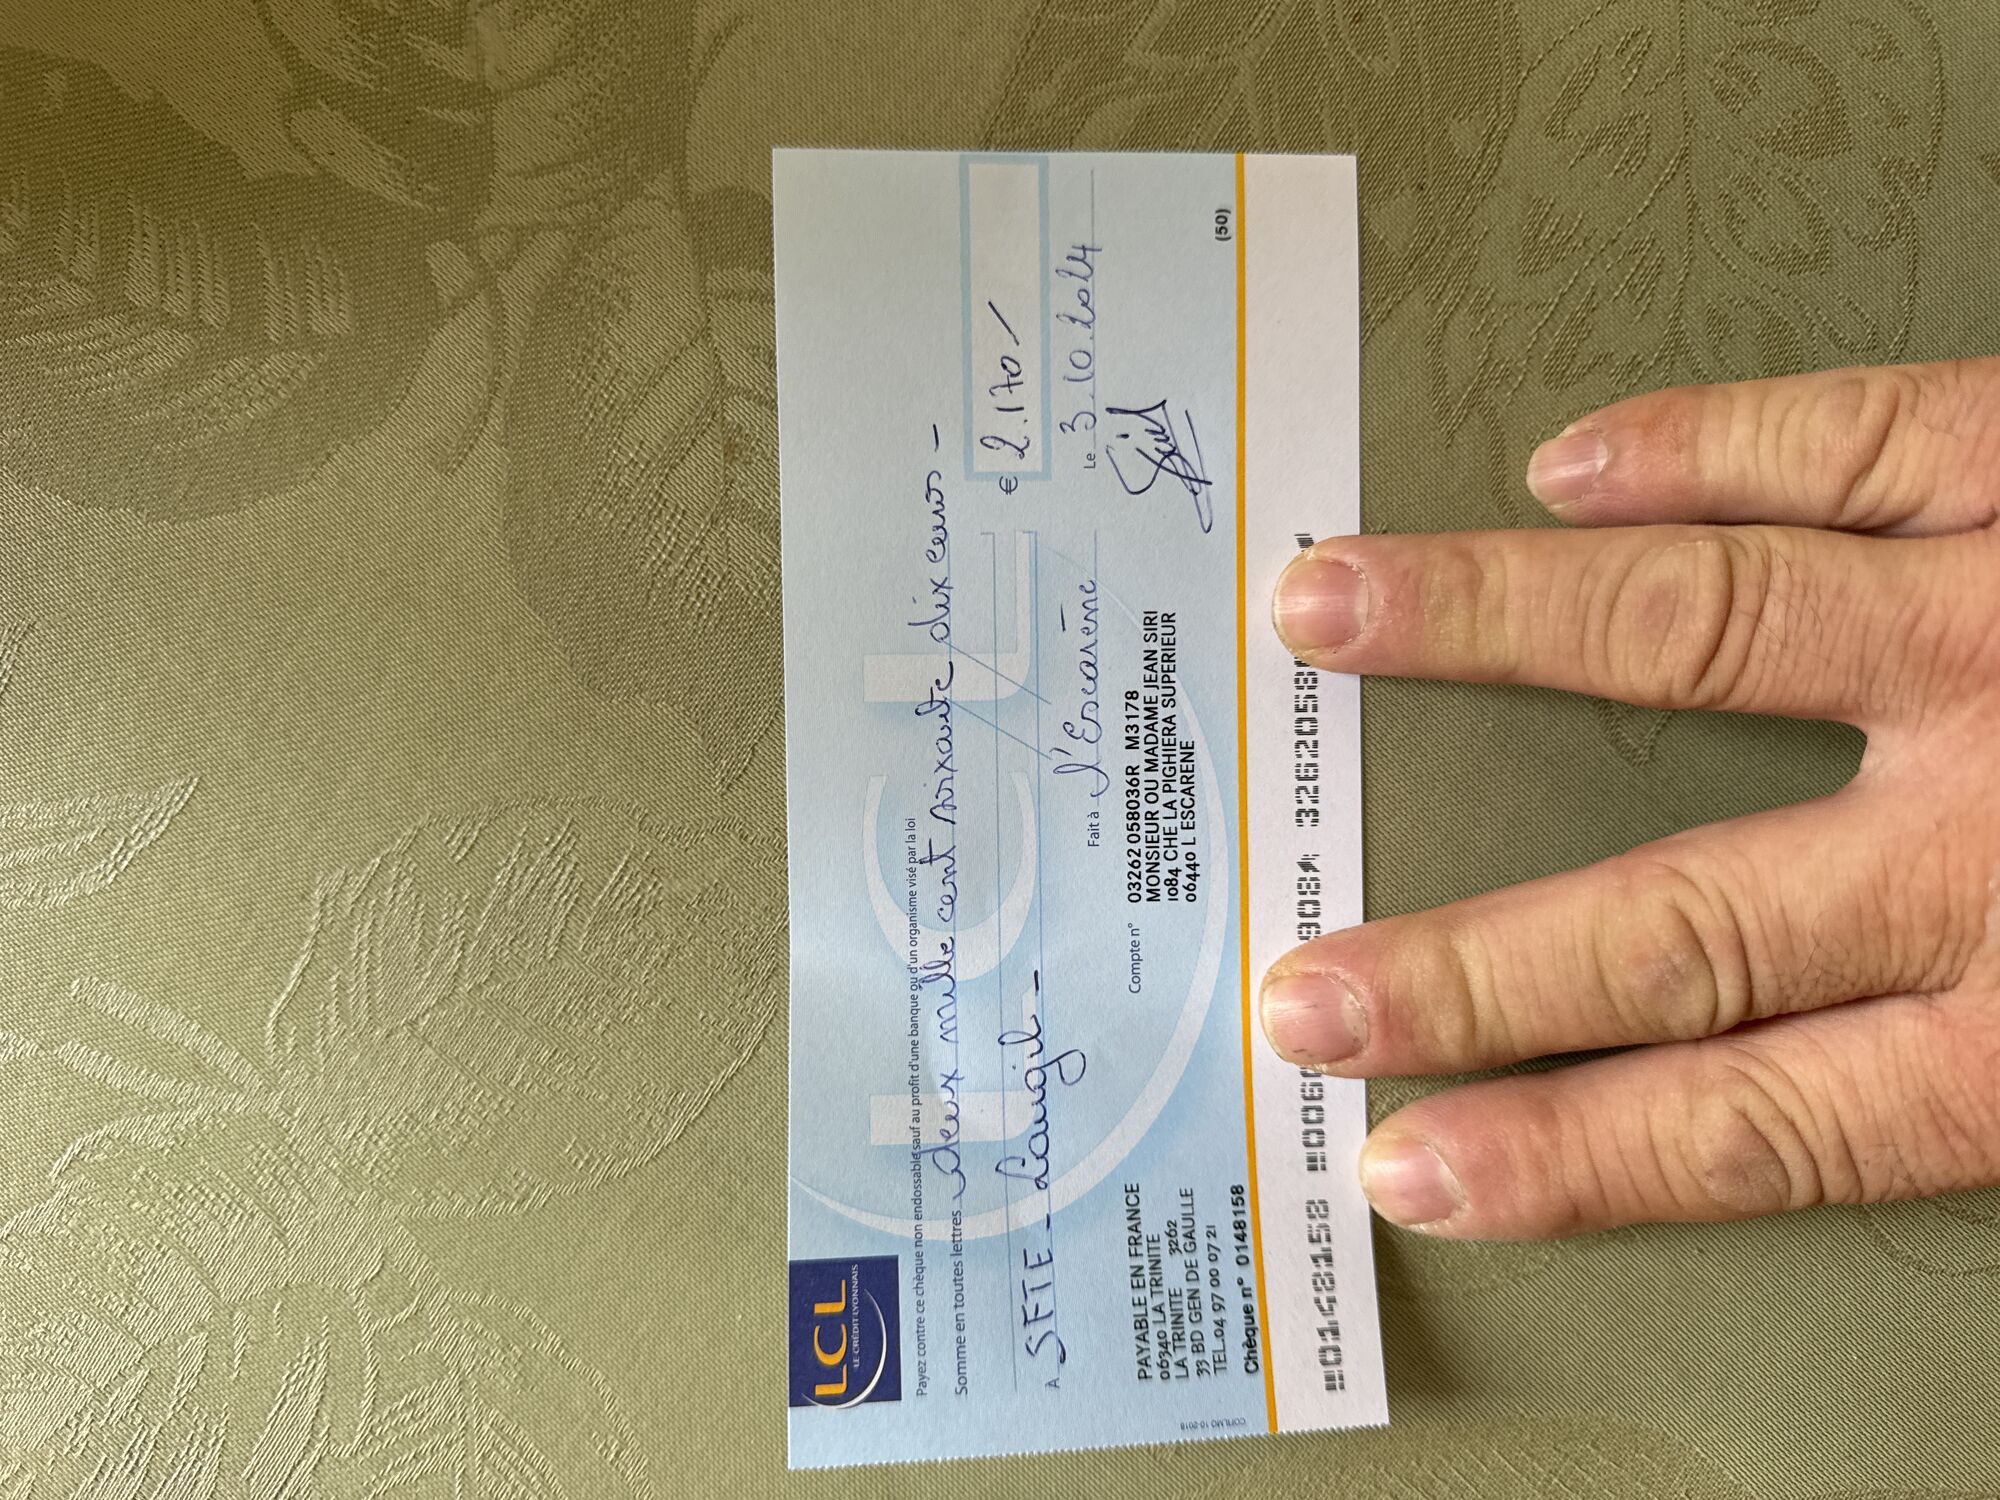 LCL
LE CRÉDIT LYONNAIS
Payez contre ce chèque non endossable sauf au profit d'une banque ou d'un organisme visé par la loi
Somme en toutes lettres deux mille cent soixante dix euros -
€ 2.170
A SFTE -
Fait à l'Escarène
Le 3.10.2024
PAYABLE EN FRANCE
06340 LA TRINITE
LA TRINITE 3262
33 BD GEN DE GAULLE
TEL.04 97 00 07 21
Chèque n° 0148158
Compte n° 03262 058036R M3178
MONSIEUR OU MADAME JEAN SIRI
1084 CHE LA PIGHIERA SUPERIEUR
06440 L ESCARENE
(50)
0148158